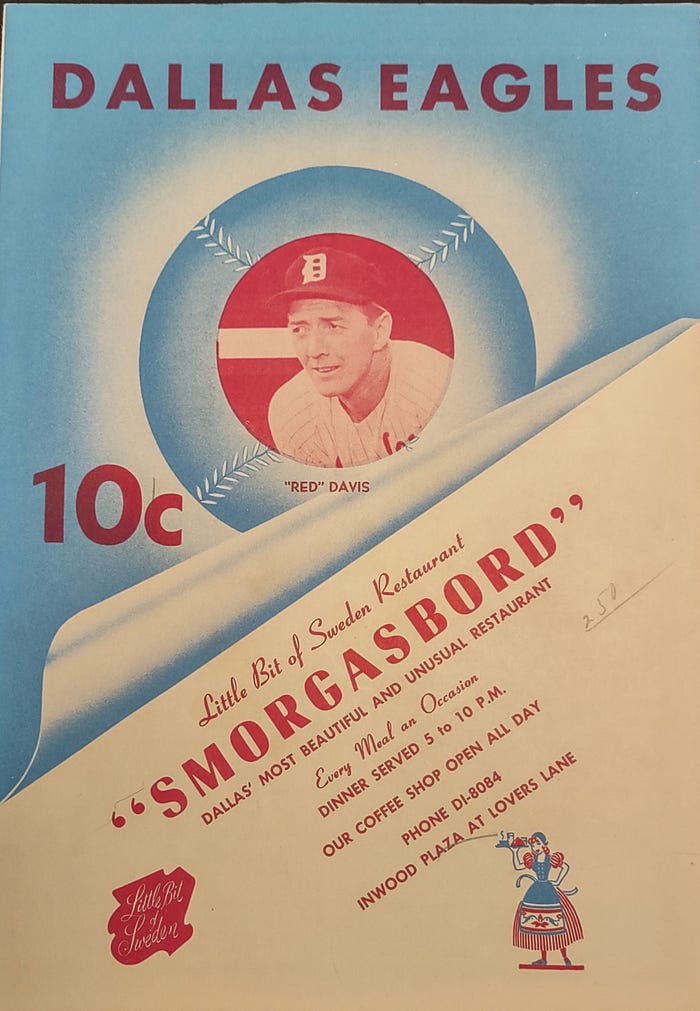 DALLAS EAGLES
D
10c
"RED" DAVIS
Little Bit of Sweden Restaurant
"SMORGASBORD"
DALLAS' MOST BEAUTIFUL AND UNUSUAL RESTAURANT
Every Meal an Occasion
DINNER SERVED 5 to 10 P.M.
OUR COFFEE SHOP OPEN ALL DAY
PHONE DI-8084
INWOOD PLAZA AT LOVERS LANE
250
Little Bit
of
Sweden